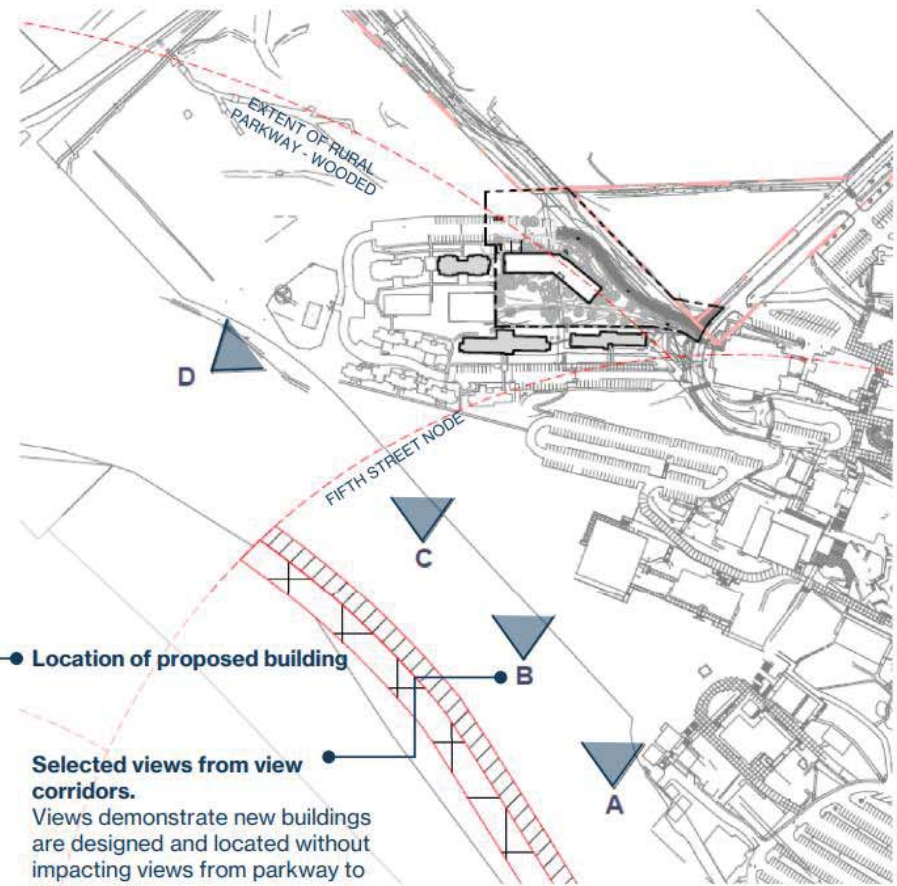 EXTENT OF RURAL
PARKWAY - WOODED
D
FIFTH STREET NODE
C
Location of proposed building
B
Selected views from view
corridors.
Views demonstrate new buildings
are designed and located without
impacting views from parkway to
A